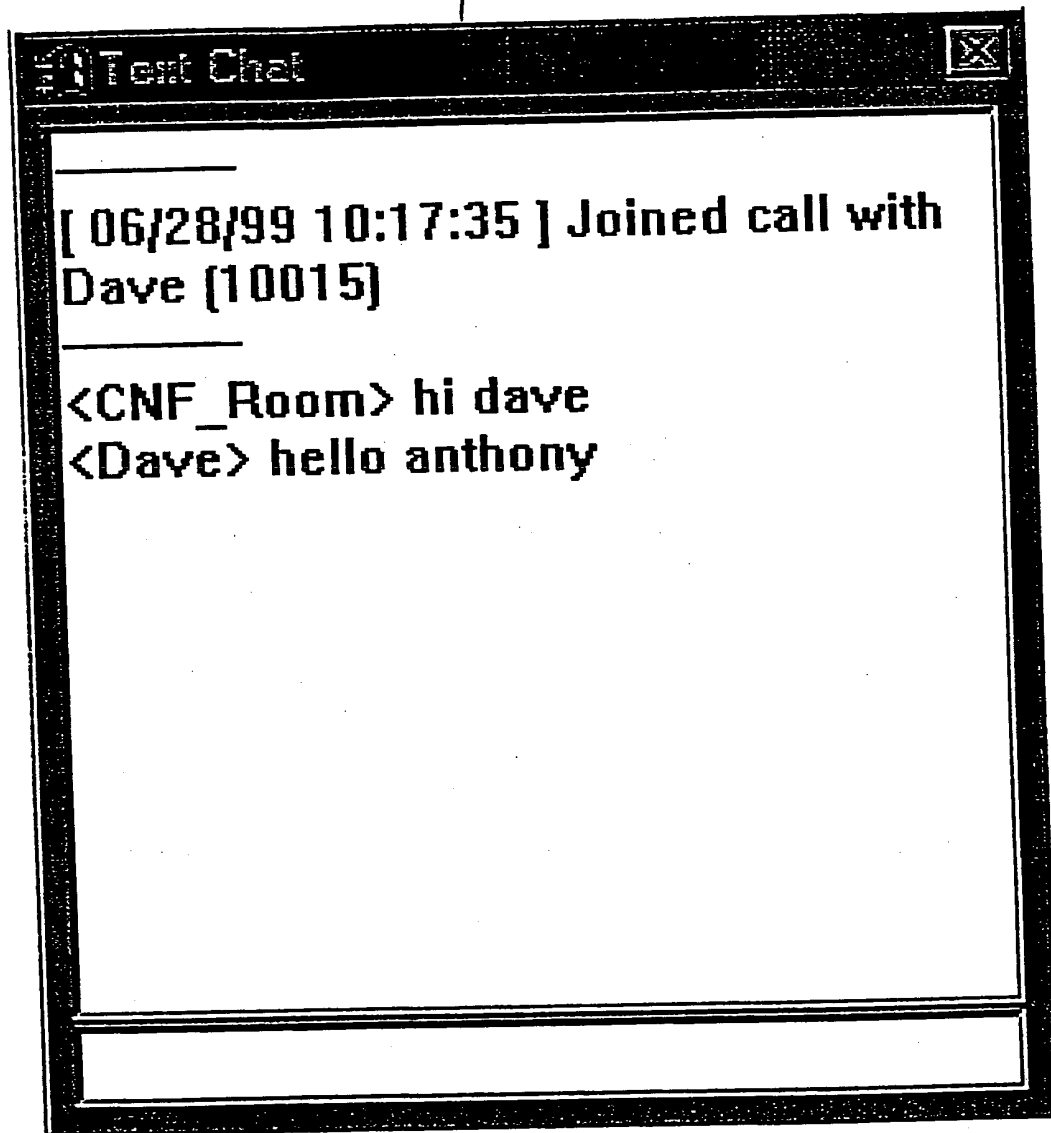 Text Chat
[ 06/28/99 10:17:35 ] Joined call with
Dave [10015]
<CNF_Room> hi dave
<Dave> hello anthony